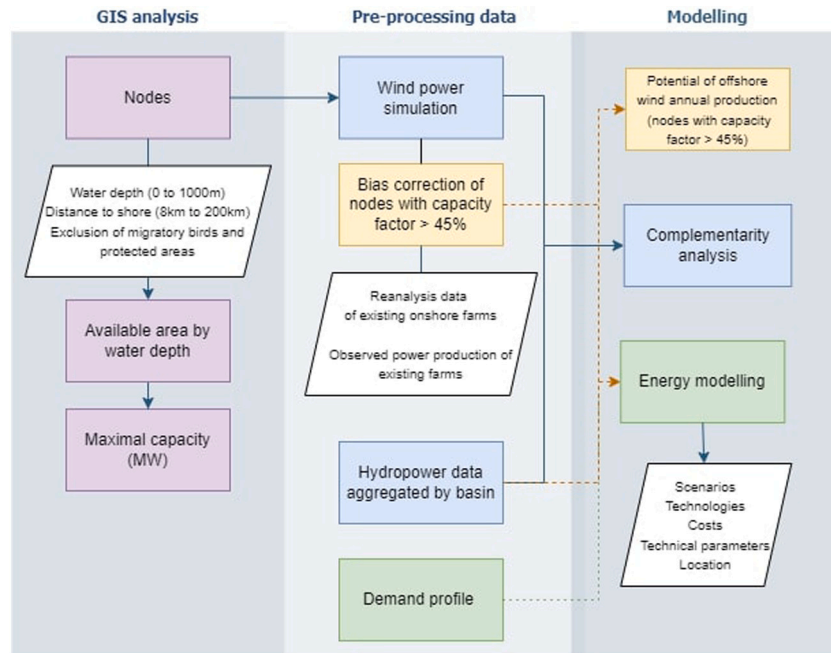 GIS analysis
Nodes
Water depth (0 to 1000m)
Distance to shore (8km to 200km)
Exclusion of migratory birds and
protected areas
Available area by
water depth
Maximal capacity
(MW)
Pre-processing data
Wind power
simulation
Bias correction of
nodes with capacity
factor > 45%
Reanalysis data
of existing onshore farms
Observed power production of
existing farms
Hydropower data
aggregated by basin
Demand profile
Modelling
Potential of offshore
wind annual production
(nodes with capacity
factor > 45%)
Complementarity
analysis
Energy modelling
Scenarios
Technologies
Costs
Technical parameters
Location